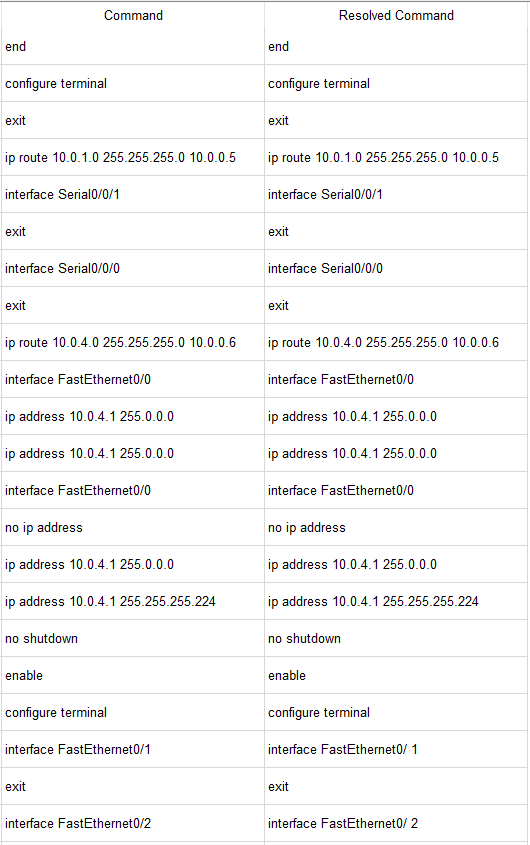 Command Resolved Command
end end
configure terminal configure terminal
exit exit
ip route 10.0.1.0 255.255.255.0 10.0.0.5 ip route 10.0.1.0 255.255.255.0 10.0.0.5
interface Serial0/0/1 interface Serial0/0/1
exit exit
interface Serial0/0/0 interface Serial0/0/0
exit exit
ip route 10.0.4.0 255.255.255.0 10.0.0.6 ip route 10.0.4.0 255.255.255.0 10.0.0.6
interface FastEthernet0/0 interface FastEthernet0/0
ip address 10.0.4.1 255.0.0.0 ip address 10.0.4.1 255.0.0.0
ip address 10.0.4.1 255.0.0.0 ip address 10.0.4.1 255.0.0.0
interface FastEthernet0/0 interface FastEthernet0/0
no ip address no ip address
ip address 10.0.4.1 255.0.0.0 ip address 10.0.4.1 255.0.0.0
ip address 10.0.4.1 255.255.255.224 ip address 10.0.4.1 255.255.255.224
no shutdown no shutdown
enable enable
configure terminal configure terminal
interface FastEthernet0/1 interface FastEthernet0/ 1
exit exit
interface FastEthernet0/2 interface FastEthernet0/ 2